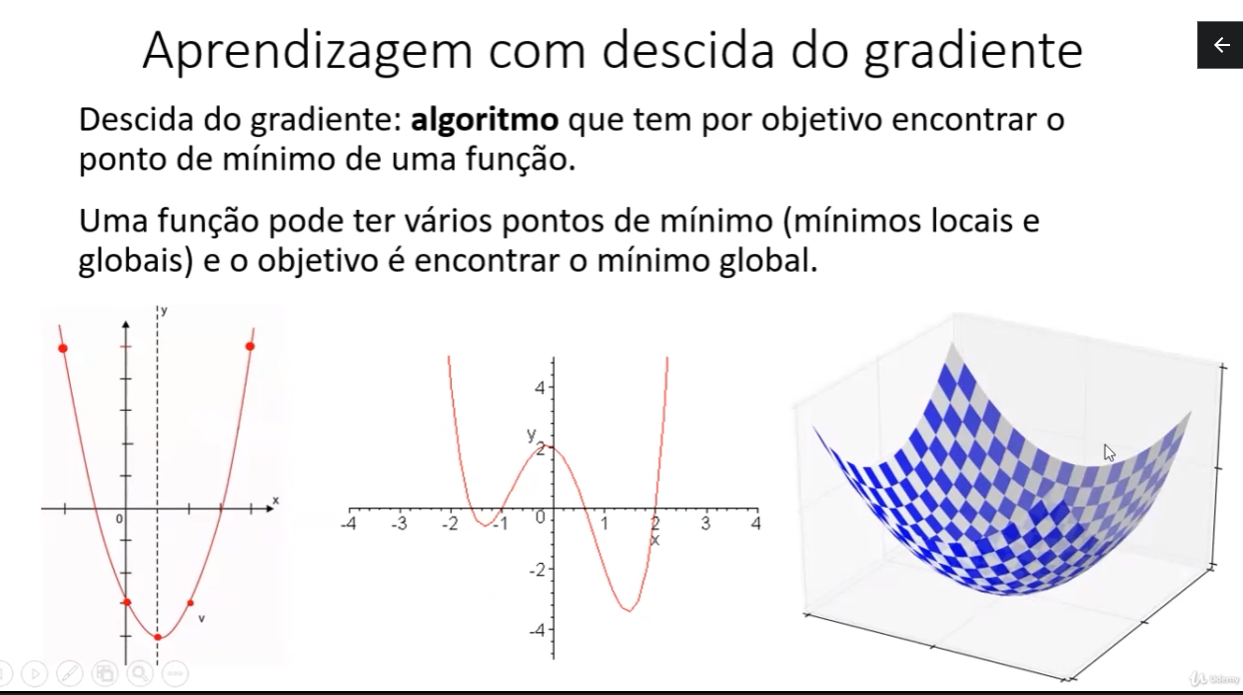 Aprendizagem com descida do gradiente
Descida do gradiente: algoritmo que tem por objetivo encontrar o
ponto de mínimo de uma função.
Uma função pode ter vários pontos de mínimo (mínimos locais e
globais) e o objetivo é encontrar o mínimo global.
y
x
0
v
4
y
2
-4 -3 -2 -1 0 1 2 3 4
x
-2
-4
Udemy